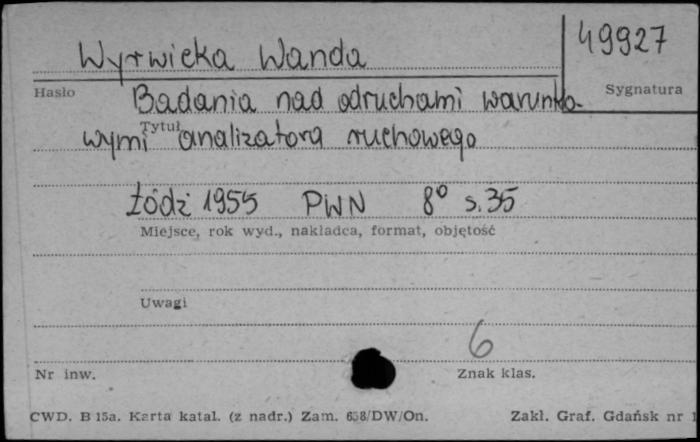 49927
Wyrwicka Wanda
Hasło
Sygnatura
Badania nad odruchami warunko-
wymi analizatora ruchowego
Tytuł
Łódź 1955 PWN 8° s. 35
Miejsce, rok wyd., nakładca, format, objętość
Uwagi
6
Nr inw.
Znak klas.
CWD. B 15a. Karta katal. (z nadr.) Zam. 658/DW/On.
Zakł. Graf. Gdańsk nr 1